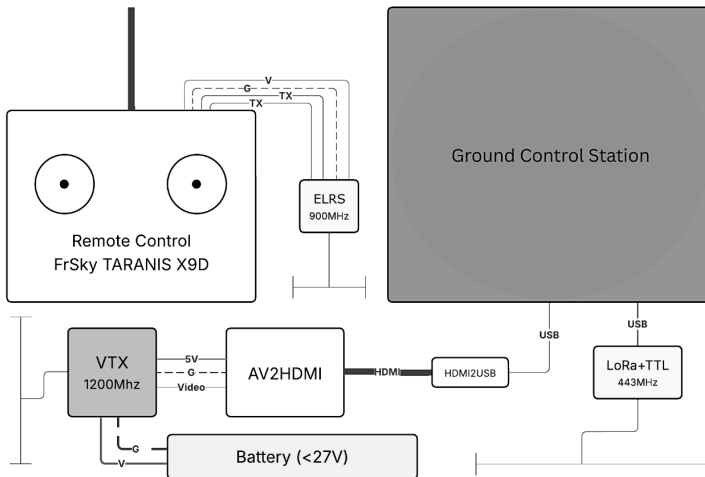 V
G
TX
TX
Ground Control Station
ELRS
900MHz
Remote Control
FrSky TARANIS X9D
USB
USB
VTX
1200Mhz
5V
G
Video
AV2HDMI
HDMI
HDMI2USB
LoRa+TTL
443MHz
G
V
Battery (<27V)